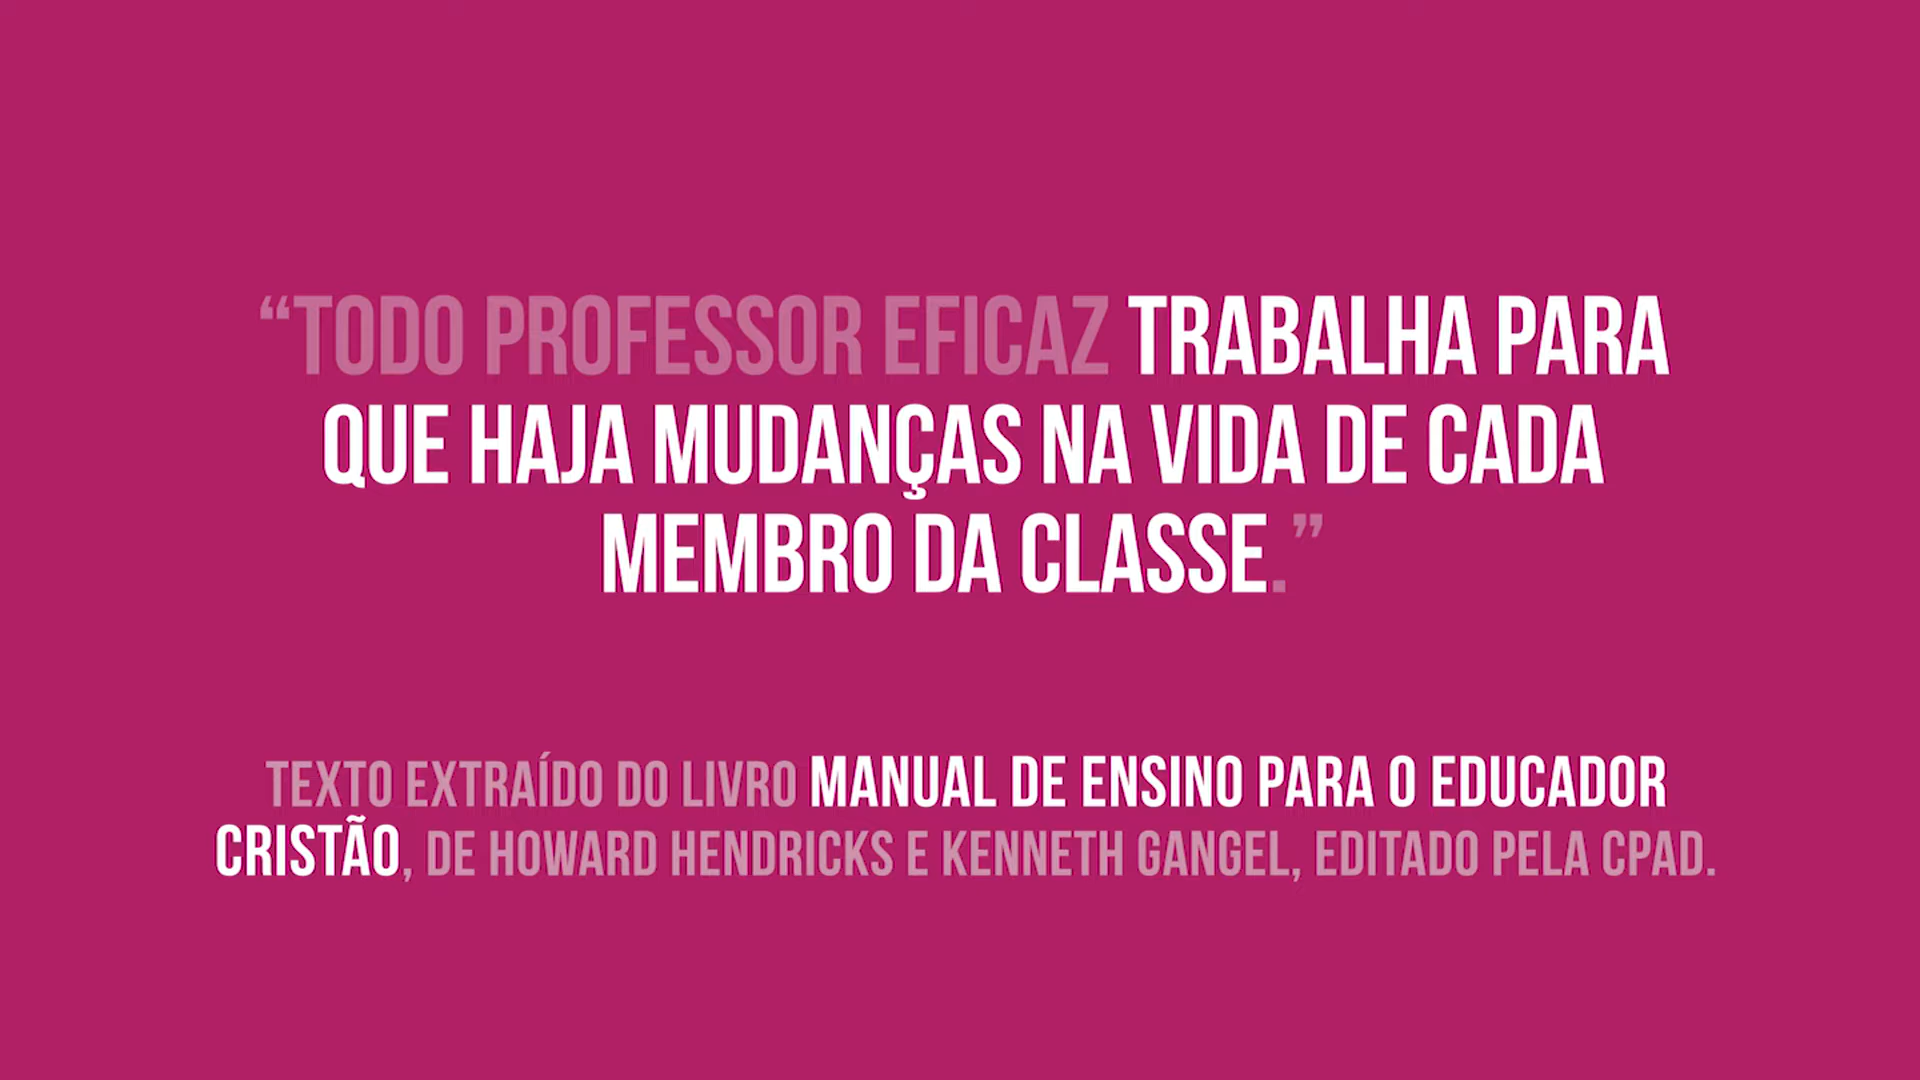 “TODO PROFESSOR EFICAZ TRABALHA PARA
QUE HAJA MUDANÇAS NA VIDA DE CADA
MEMBRO DA CLASSE.”
TEXTO EXTRAÍDO DO LIVRO MANUAL DE ENSINO PARA O EDUCADOR
CRISTÃO, DE HOWARD HENDRICKS E KENNETH GANGEL, EDITADO PELA CPAD.